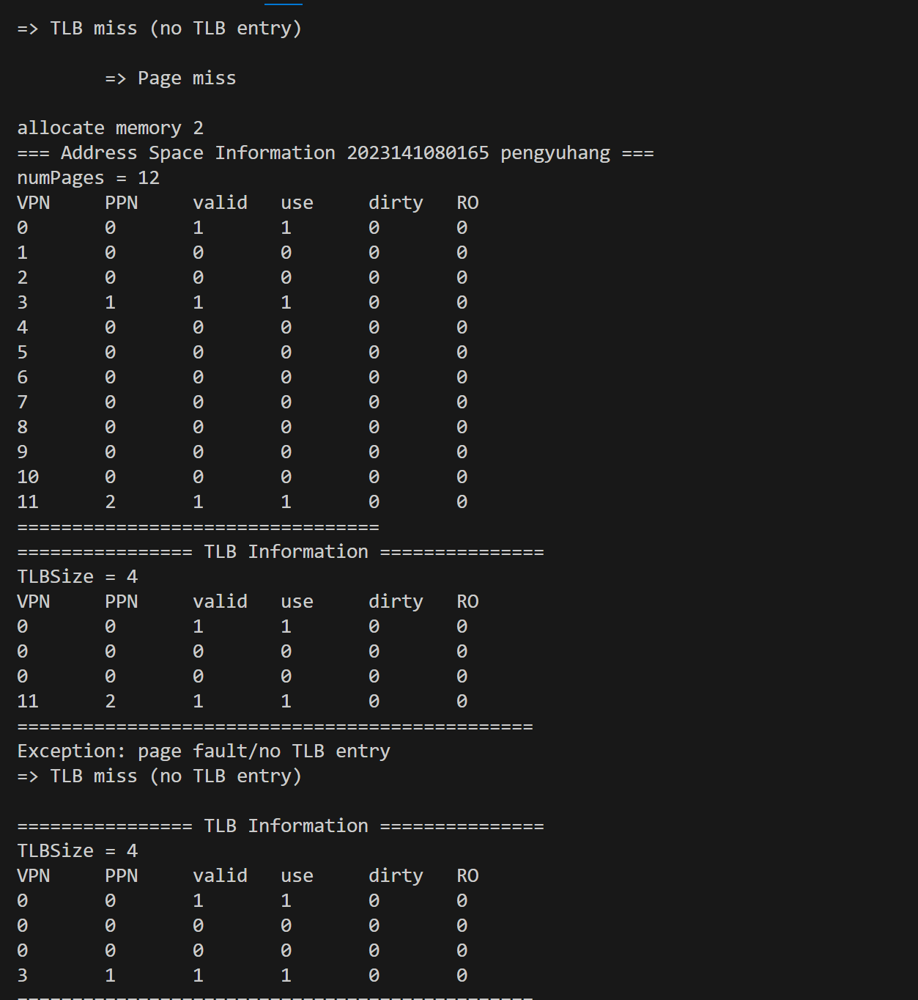 => TLB miss (no TLB entry)
=> Page miss
allocate memory 2
=== Address Space Information 2023141080165 pengyuhang ===
numPages = 12
VPN PPN valid use dirty RO
0 0 1 1 0 0
1 0 0 0 0 0
2 0 0 0 0 0
3 1 1 1 0 0
4 0 0 0 0 0
5 0 0 0 0 0
6 0 0 0 0 0
7 0 0 0 0 0
8 0 0 0 0 0
9 0 0 0 0 0
10 0 0 0 0 0
11 2 1 1 0 0
=================================
================ TLB Information ===============
TLBSize = 4
VPN PPN valid use dirty RO
0 0 1 1 0 0
0 0 0 0 0 0
0 0 0 0 0 0
11 2 1 1 0 0
===============================================
Exception: page fault/no TLB entry
=> TLB miss (no TLB entry)
================ TLB Information ===============
TLBSize = 4
VPN PPN valid use dirty RO
0 0 1 1 0 0
0 0 0 0 0 0
0 0 0 0 0 0
3 1 1 1 0 0
===============================================